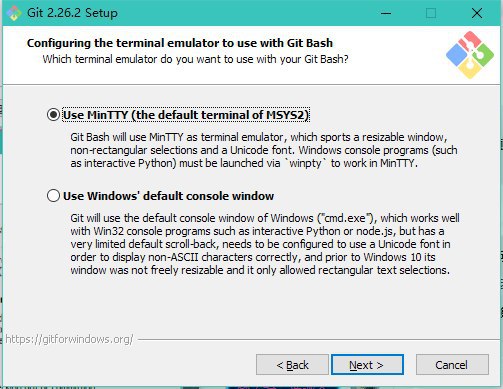 Git 2.26.2 Setup
Configuring the terminal emulator to use with Git Bash
Which terminal emulator do you want to use with your Git Bash?
Use MinTTY (the default terminal of MSYS2)
Git Bash will use MinTTY as terminal emulator, which sports a resizable window,
non-rectangular selections and a Unicode font. Windows console programs (such
as interactive Python) must be launched via `winpty` to work in MinTTY.
Use Windows' default console window
Git will use the default console window of Windows ("cmd.exe"), which works well
with Win32 console programs such as interactive Python or node.js, but has a
very limited default scroll-back, needs to be configured to use a Unicode font in
order to display non-ASCII characters correctly, and prior to Windows 10 its
window was not freely resizable and it only allowed rectangular text selections.
https://gitforwindows.org/
< Back
Next >
Cancel